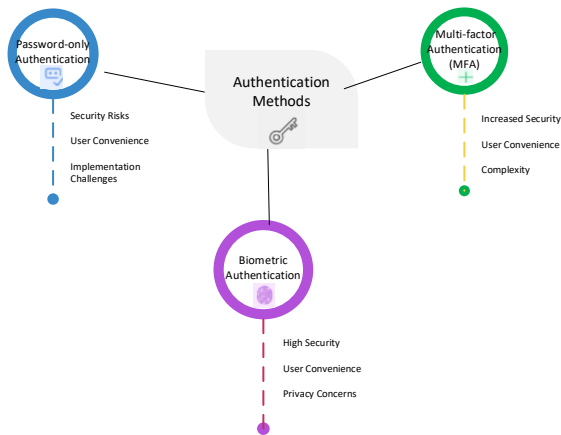 Authentication
Methods
Password-only
Authentication
Security Risks
User Convenience
Implementation
Challenges
Multi-factor
Authentication
(MFA)
Increased Security
User Convenience
Complexity
Biometric
Authentication
High Security
User Convenience
Privacy Concerns